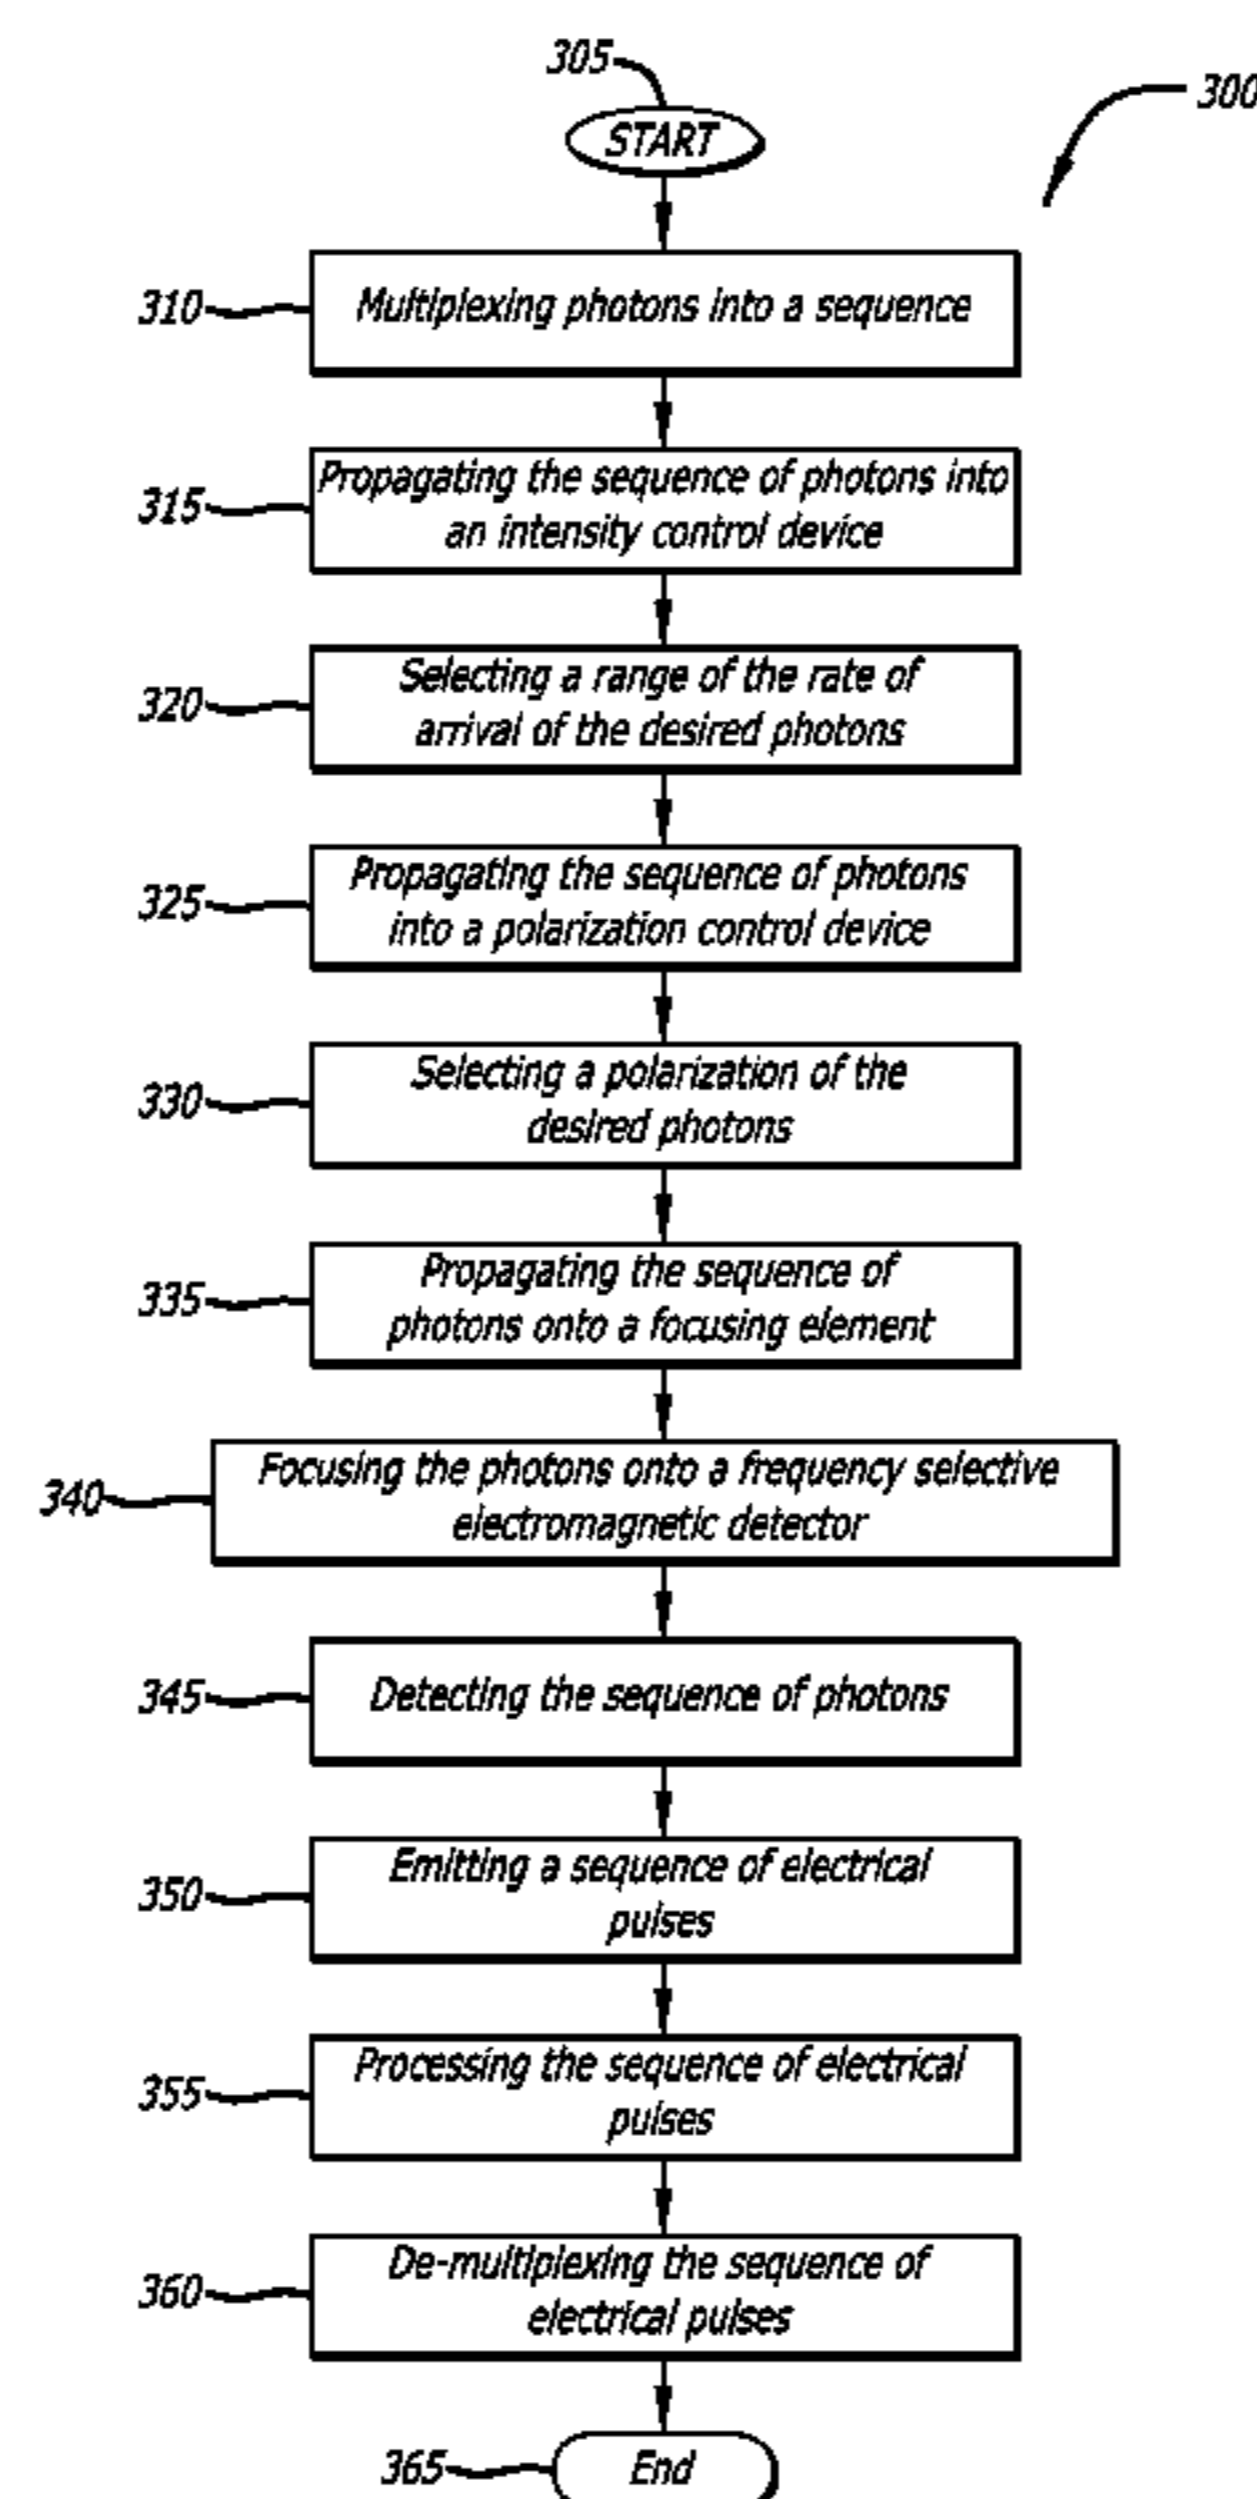 305
START
300
310
Multiplexing photons into a sequence
315
Propagating the sequence of photons into
an intensity control device
320
Selecting a range of the rate of
arrival of the desired photons
325
Propagating the sequence of photons
into a polarization control device
330
Selecting a polarization of the
desired photons
335
Propagating the sequence of
photons onto a focusing element
340
Focusing the photons onto a frequency selective
electromagnetic detector
345
Detecting the sequence of photons
350
Emitting a sequence of electrical
pulses
355
Processing the sequence of electrical
pulses
360
De-multiplexing the sequence of
electrical pulses
365
End